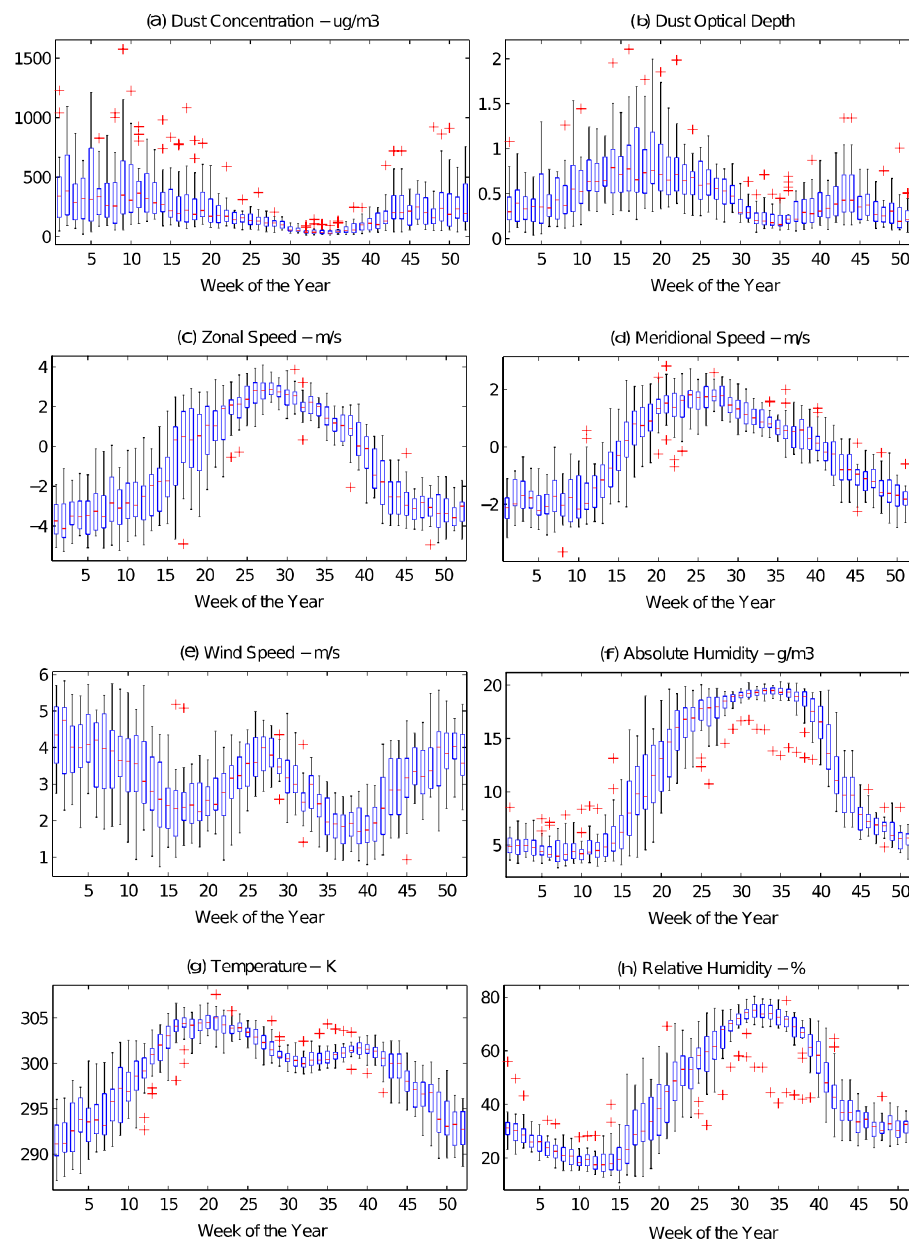 (a) Dust Concentration – ug/m3
1500
1000
500
0
5 10 15 20 25 30 35 40 45 50
Week of the Year
(b) Dust Optical Depth
2
1.5
1
0.5
0
5 10 15 20 25 30 35 40 45 50
Week of the Year
(c) Zonal Speed – m/s
4
2
0
−2
−4
5 10 15 20 25 30 35 40 45 50
Week of the Year
(d) Meridional Speed – m/s
2
0
−2
5 10 15 20 25 30 35 40 45 50
Week of the Year
(e) Wind Speed – m/s
6
5
4
3
2
1
5 10 15 20 25 30 35 40 45 50
Week of the Year
(f) Absolute Humidity – g/m3
20
15
10
5
5 10 15 20 25 30 35 40 45 50
Week of the Year
(g) Temperature – K
305
300
295
290
5 10 15 20 25 30 35 40 45 50
Week of the Year
(h) Relative Humidity – %
80
60
40
20
5 10 15 20 25 30 35 40 45 50
Week of the Year